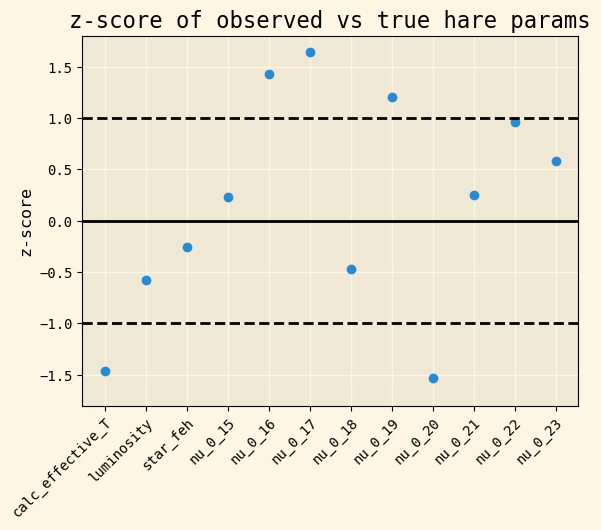 z-score of observed vs true hare params
z-score
1.5
1.0
0.5
0.0
−0.5
−1.0
−1.5
calc_effective_T
luminosity
star_feh
nu_0_15
nu_0_16
nu_0_17
nu_0_18
nu_0_19
nu_0_20
nu_0_21
nu_0_22
nu_0_23